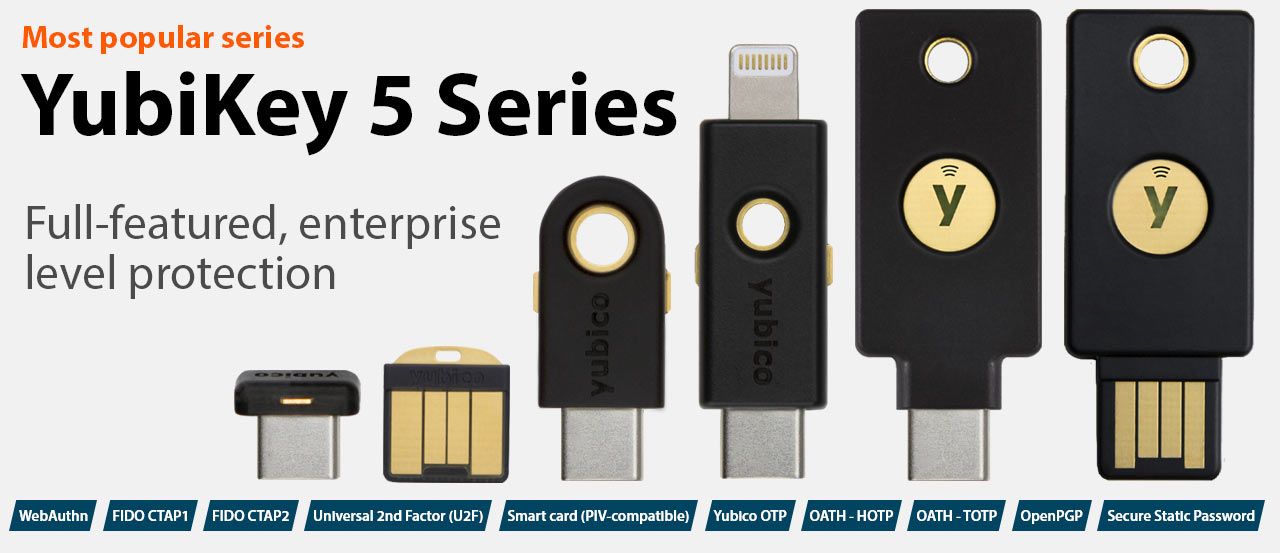 Most popular series
YubiKey 5 Series
Full-featured, enterprise
level protection
yubico
yubico
yubico
yubico
y
y
WebAuthn
FIDO CTAP1
FIDO CTAP2
Universal 2nd Factor (U2F)
Smart card (PIV-compatible)
Yubico OTP
OATH - HOTP
OATH - TOTP
OpenPGP
Secure Static Password